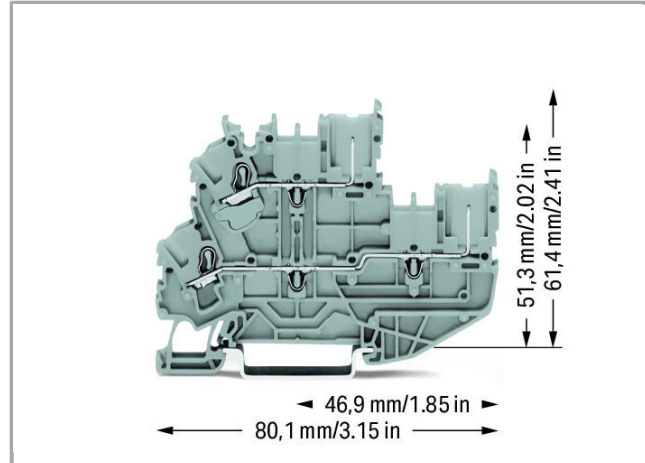 51,3 mm/2.02 in
61,4 mm/2.41 in
46,9 mm/1.85 in
80,1 mm/3.15 in